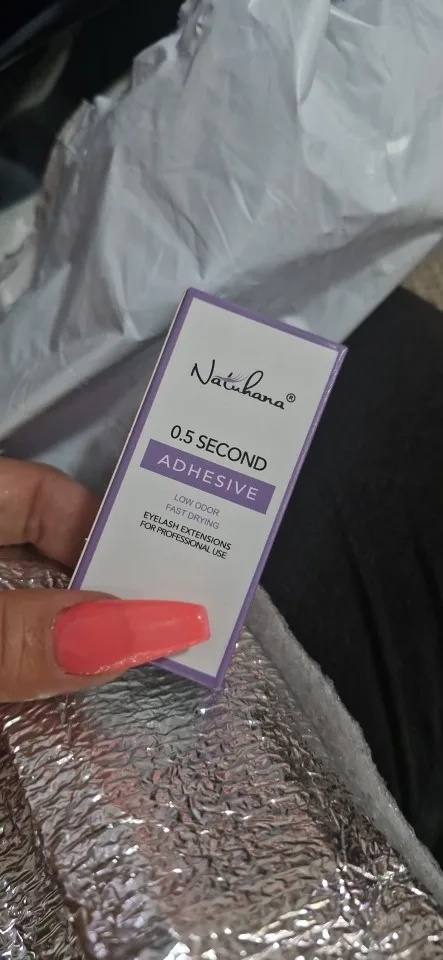 Natuhana®
0.5 SECOND
ADHESIVE
LOW ODOR
FAST DRYING
EYELASH EXTENSIONS
FOR PROFESSIONAL USE